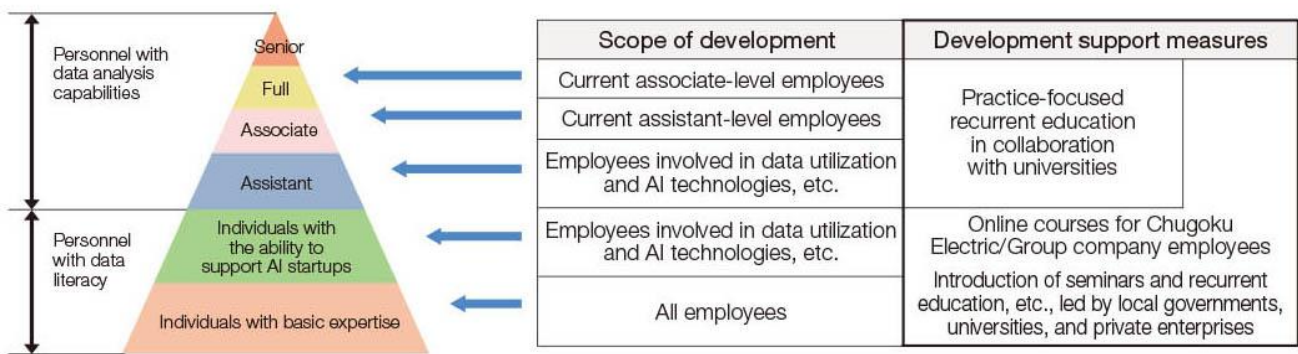 Personnel with
data analysis
capabilities
Personnel
with data
literacy
Senior
Full
Associate
Assistant
Individuals with
the ability to
support AI startups
Individuals with basic expertise
Scope of development
Development support measures
Current associate-level employees
Current assistant-level employees
Employees involved in data utilization
and AI technologies, etc.
Employees involved in data utilization
and AI technologies, etc.
All employees
Practice-focused
recurrent education
in collaboration
with universities
Online courses for Chugoku
Electric/Group company employees
Introduction of seminars and recurrent
education, etc., led by local governments,
universities, and private enterprises